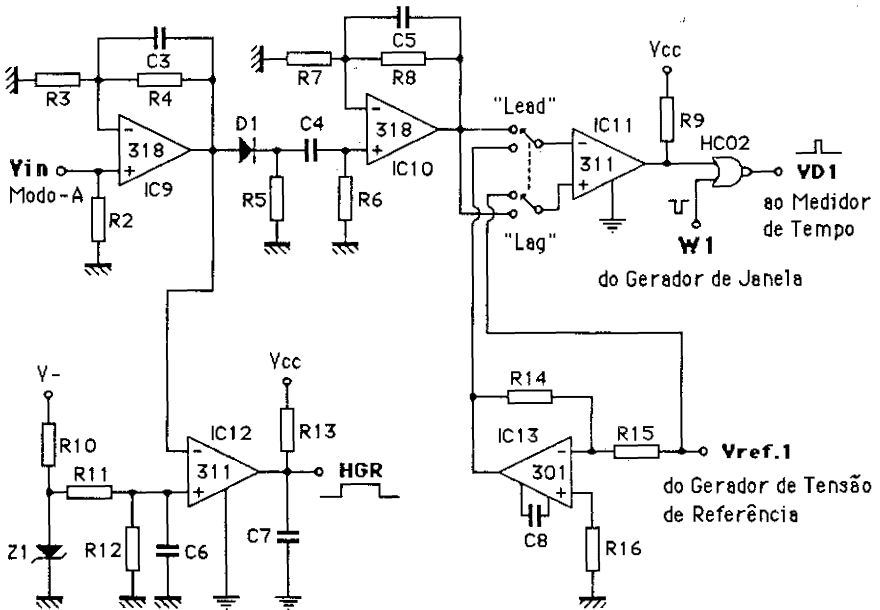 C3
R3
R4
318
IC9
Vin
Modo-A
R2
D1
R5
C4
R6
C5
R7
R8
318
IC10
"Lead"
"Lag"
IC11
311
Vcc
R9
HC02
VD1
ao Medidor
de Tempo
W1
do Gerador de Janela
V-
R10
R11
R12
Z1
C6
IC12
311
Vcc
R13
HGR
C7
R14
IC13
301
R15
C8
R16
Vref.1
do Gerador de Tensão
de Referência